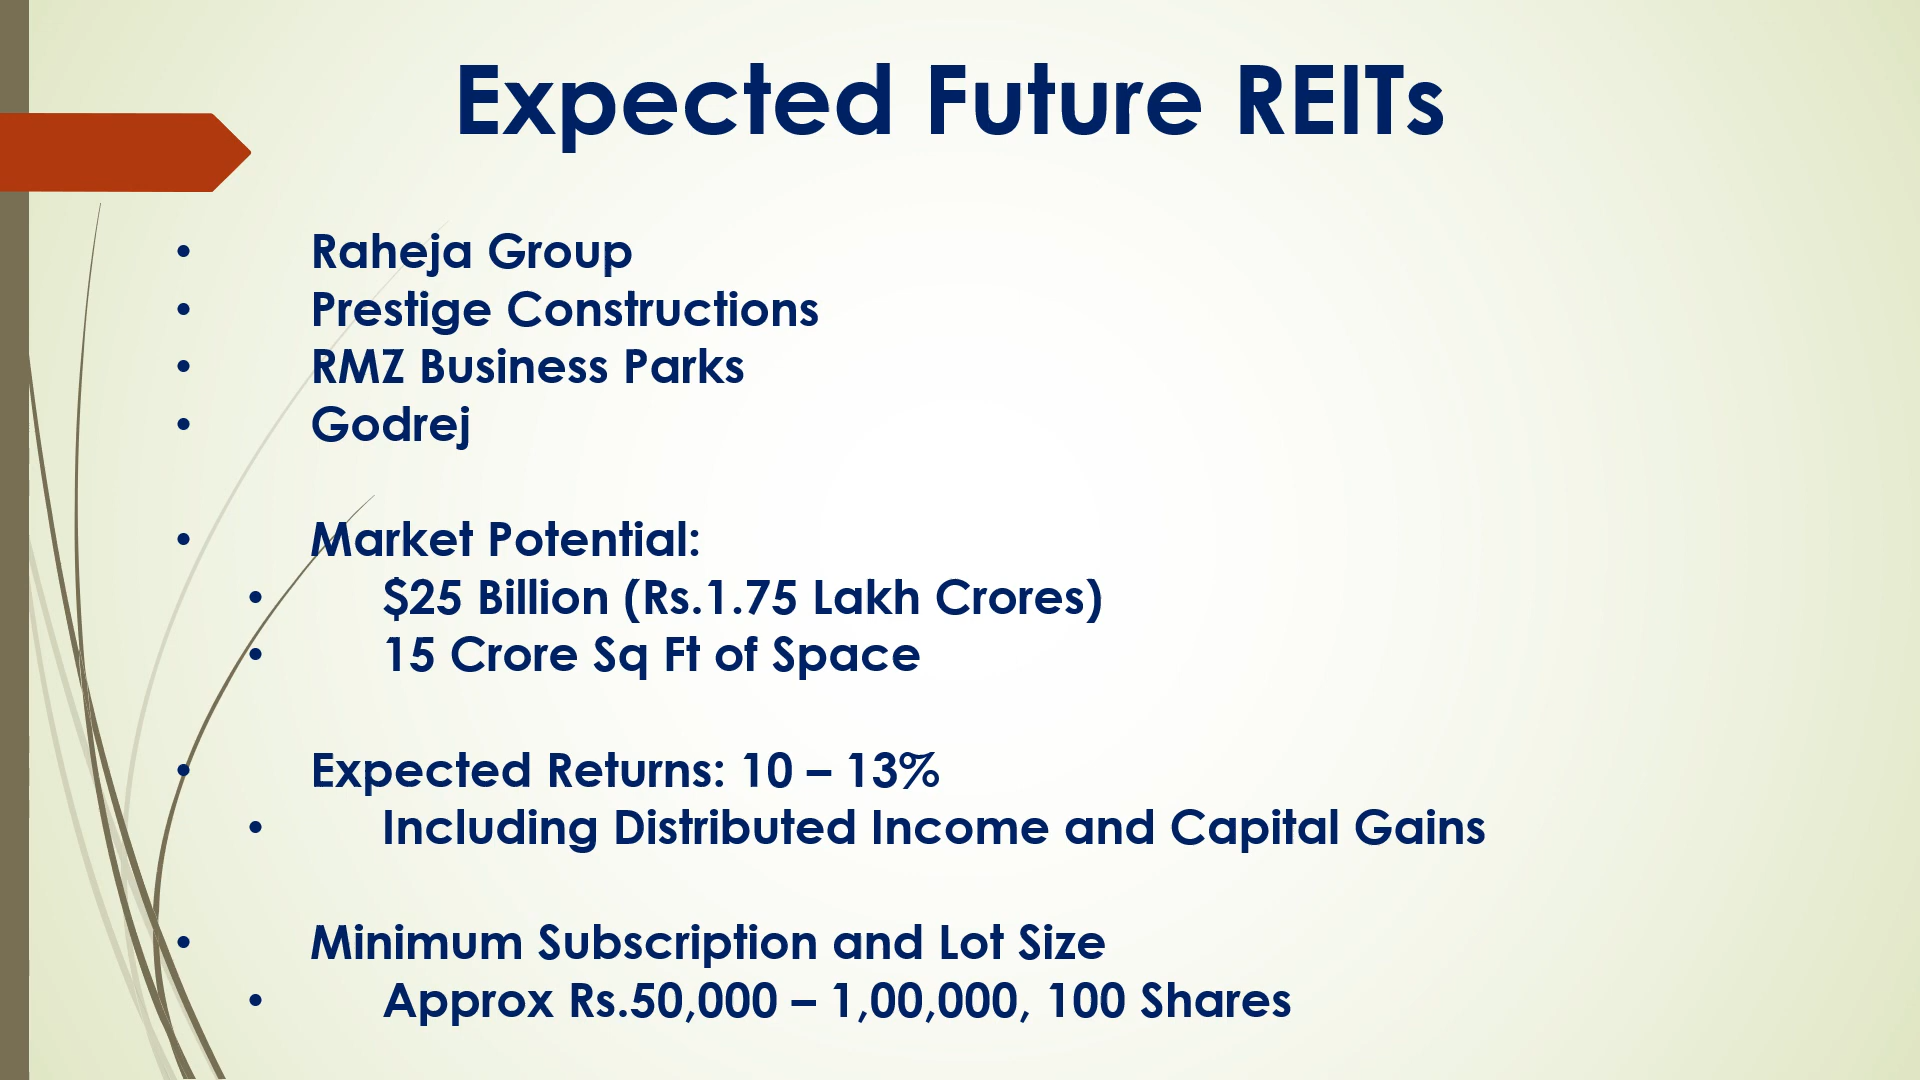 Expected Future REITs
• Raheja Group
• Prestige Constructions
• RMZ Business Parks
• Godrej
• Market Potential:
• $25 Billion (Rs.1.75 Lakh Crores)
• 15 Crore Sq Ft of Space
• Expected Returns: 10 – 13%
• Including Distributed Income and Capital Gains
• Minimum Subscription and Lot Size
• Approx Rs.50,000 – 1,00,000, 100 Shares